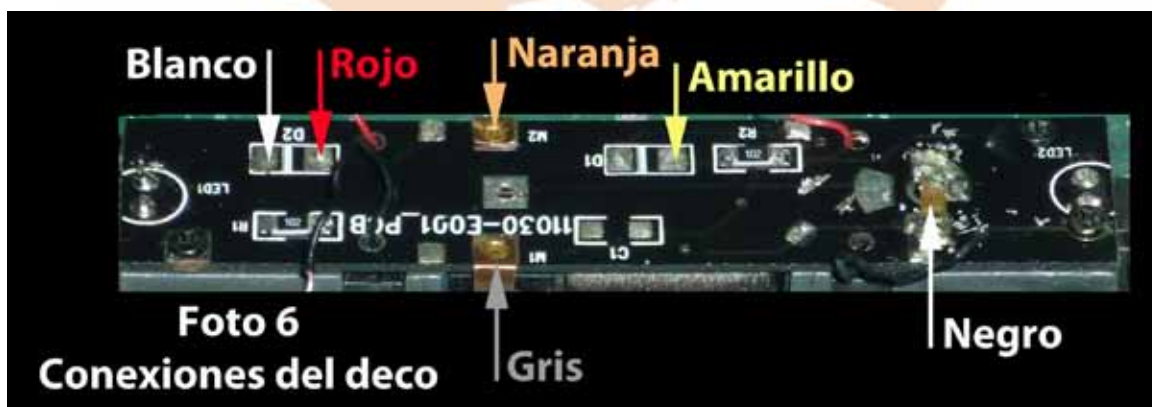 Naranja
Blanco
Rojo
Amarillo
D2
M2
D1
R2
LED1
LED2
R1
11030-E001_PCB
M1
C1
Foto 6
Conexiones del deco
Gris
Negro